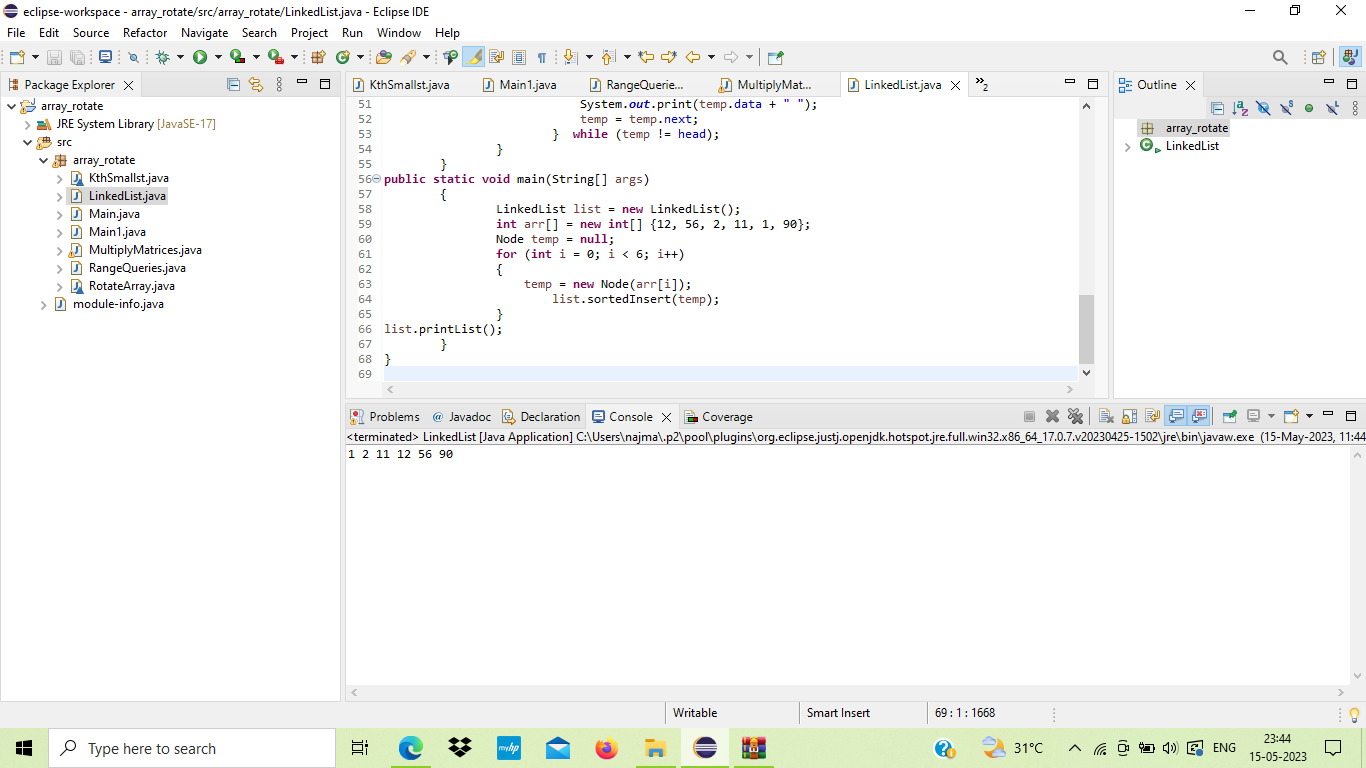 eclipse-workspace - array_rotate/src/array_rotate/LinkedList.java - Eclipse IDE
File Edit Source Refactor Navigate Search Project Run Window Help
Package Explorer
array_rotate
JRE System Library [JavaSE-17]
src
array_rotate
KthSmallst.java
LinkedList.java
Main.java
Main1.java
MultiplyMatrices.java
RangeQueries.java
RotateArray.java
module-info.java
KthSmallst.java Main1.java RangeQuerie... MultiplyMat... LinkedList.java »2
51 System.out.print(temp.data + " ");
52 temp = temp.next;
53 } while (temp != head);
54 }
55 }
56 public static void main(String[] args)
57 {
58 LinkedList list = new LinkedList();
59 int arr[] = new int[] {12, 56, 2, 11, 1, 90};
60 Node temp = null;
61 for (int i = 0; i < 6; i++)
62 {
63 temp = new Node(arr[i]);
64 list.sortedInsert(temp);
65 }
66 list.printList();
67 }
68 }
69
Outline
array_rotate
LinkedList
Problems @ Javadoc Declaration Console Coverage
<terminated> LinkedList [Java Application] C:\Users\najma\.p2\pool\plugins\org.eclipse.justj.openjdk.hotspot.jre.full.win32.x86_64_17.0.7.v20230425-1502\jre\bin\javaw.exe (15-May-2023, 11:44
1 2 11 12 56 90
Writable Smart Insert 69 : 1 : 1668
Type here to search
myhp
31°C
ENG
23:44
15-05-2023